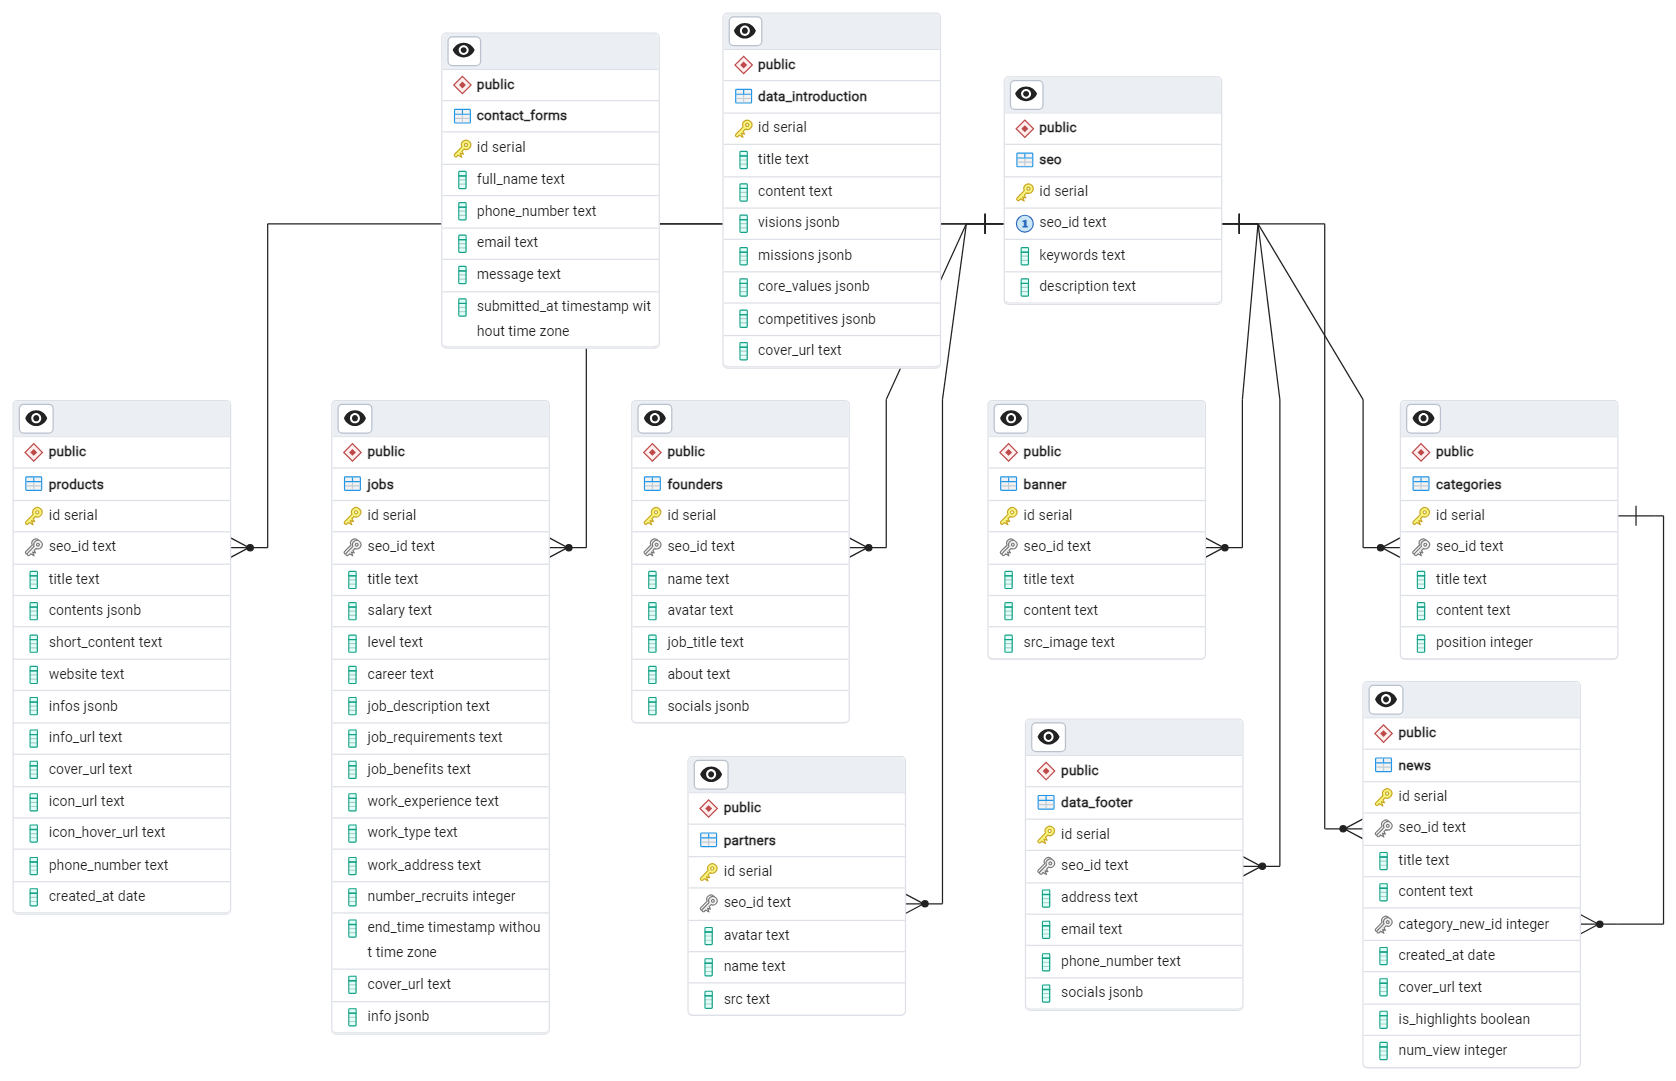 public
contact_forms
id serial
full_name text
phone_number text
email text
message text
submitted_at timestamp wit
hout time zone
public
data_introduction
id serial
title text
content text
visions jsonb
missions jsonb
core_values jsonb
competitives jsonb
cover_url text
public
seo
id serial
1
seo_id text
keywords text
description text
public
products
id serial
seo_id text
title text
contents jsonb
short_content text
website text
infos jsonb
info_url text
cover_url text
icon_url text
icon_hover_url text
phone_number text
created_at date
public
jobs
id serial
seo_id text
title text
salary text
level text
career text
job_description text
job_requirements text
job_benefits text
work_experience text
work_type text
work_address text
number_recruits integer
end_time timestamp withou
t time zone
cover_url text
info jsonb
public
founders
id serial
seo_id text
name text
avatar text
job_title text
about text
socials jsonb
public
partners
id serial
seo_id text
avatar text
name text
src text
public
banner
id serial
seo_id text
title text
content text
src_image text
public
data_footer
id serial
seo_id text
address text
email text
phone_number text
socials jsonb
public
categories
id serial
seo_id text
title text
content text
position integer
public
news
id serial
seo_id text
title text
content text
category_new_id integer
created_at date
cover_url text
is_highlights boolean
num_view integer